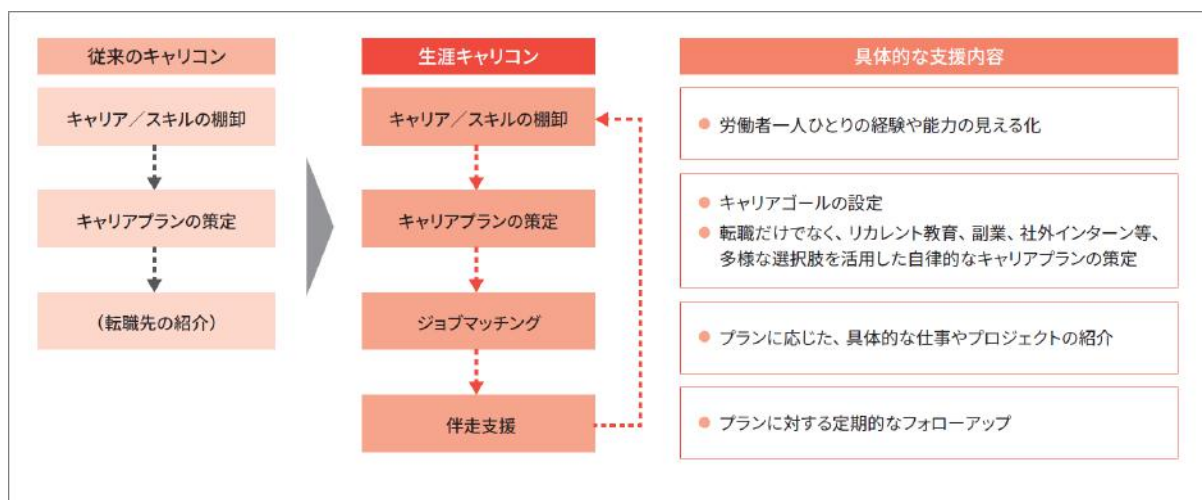 従来のキャリコン
キャリア／スキルの棚卸
キャリアプランの策定
（転職先の紹介）
生涯キャリコン
キャリア／スキルの棚卸
キャリアプランの策定
ジョブマッチング
伴走支援
具体的な支援内容
● 労働者一人ひとりの経験や能力の見える化
● キャリアゴールの設定
● 転職だけでなく、リカレント教育、副業、社外インターン等、
多様な選択肢を活用した自律的なキャリアプランの策定
● プランに応じた、具体的な仕事やプロジェクトの紹介
● プランに対する定期的なフォローアップ